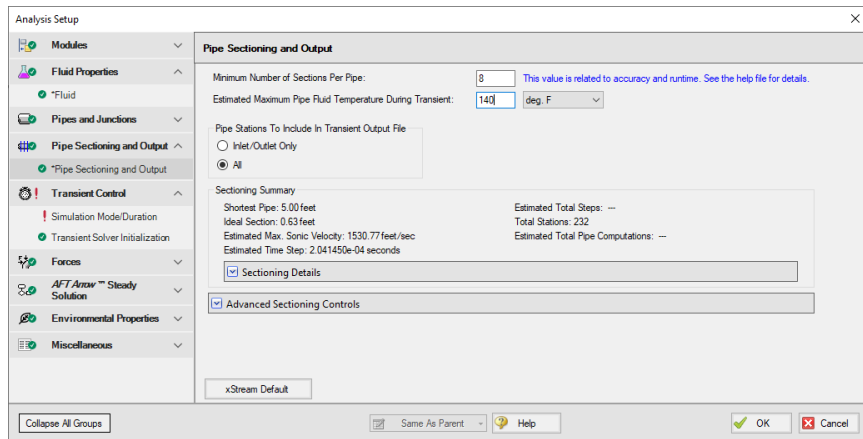 Analysis Setup
Modules
Fluid Properties
*Fluid
Pipes and Junctions
Pipe Sectioning and Output
*Pipe Sectioning and Output
Transient Control
Simulation Mode/Duration
Transient Solver Initialization
Forces
AFT Arrow ™ Steady
Solution
Environmental Properties
Miscellaneous
Pipe Sectioning and Output
Minimum Number of Sections Per Pipe: 8 This value is related to accuracy and runtime. See the help file for details.
Estimated Maximum Pipe Fluid Temperature During Transient: 140 deg. F
Pipe Stations To Include In Transient Output File
Inlet/Outlet Only
All
Sectioning Summary
Shortest Pipe: 5.00 feet
Ideal Section: 0.63 feet
Estimated Max. Sonic Velocity: 1530.77 feet/sec
Estimated Time Step: 2.041450e-04 seconds
Estimated Total Steps: ---
Total Stations: 232
Estimated Total Pipe Computations: ---
Sectioning Details
Advanced Sectioning Controls
xStream Default
Collapse All Groups
Same As Parent
Help
OK
Cancel